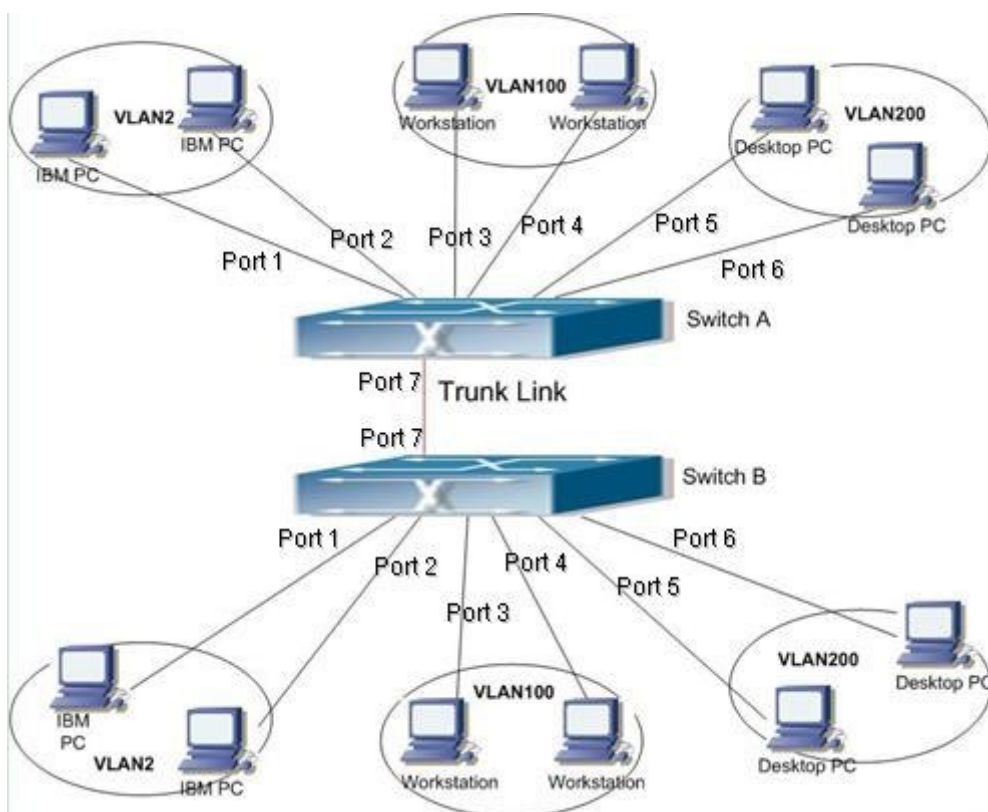 VLAN2
IBM PC
IBM PC
VLAN100
Workstation
Workstation
VLAN200
Desktop PC
Desktop PC
Port 1
Port 2
Port 3
Port 4
Port 5
Port 6
Switch A
Port 7
Trunk Link
Port 7
Switch B
Port 1
Port 2
Port 3
Port 4
Port 5
Port 6
IBM
PC
VLAN2
IBM PC
VLAN100
Workstation
Workstation
VLAN200
Desktop PC
Desktop PC